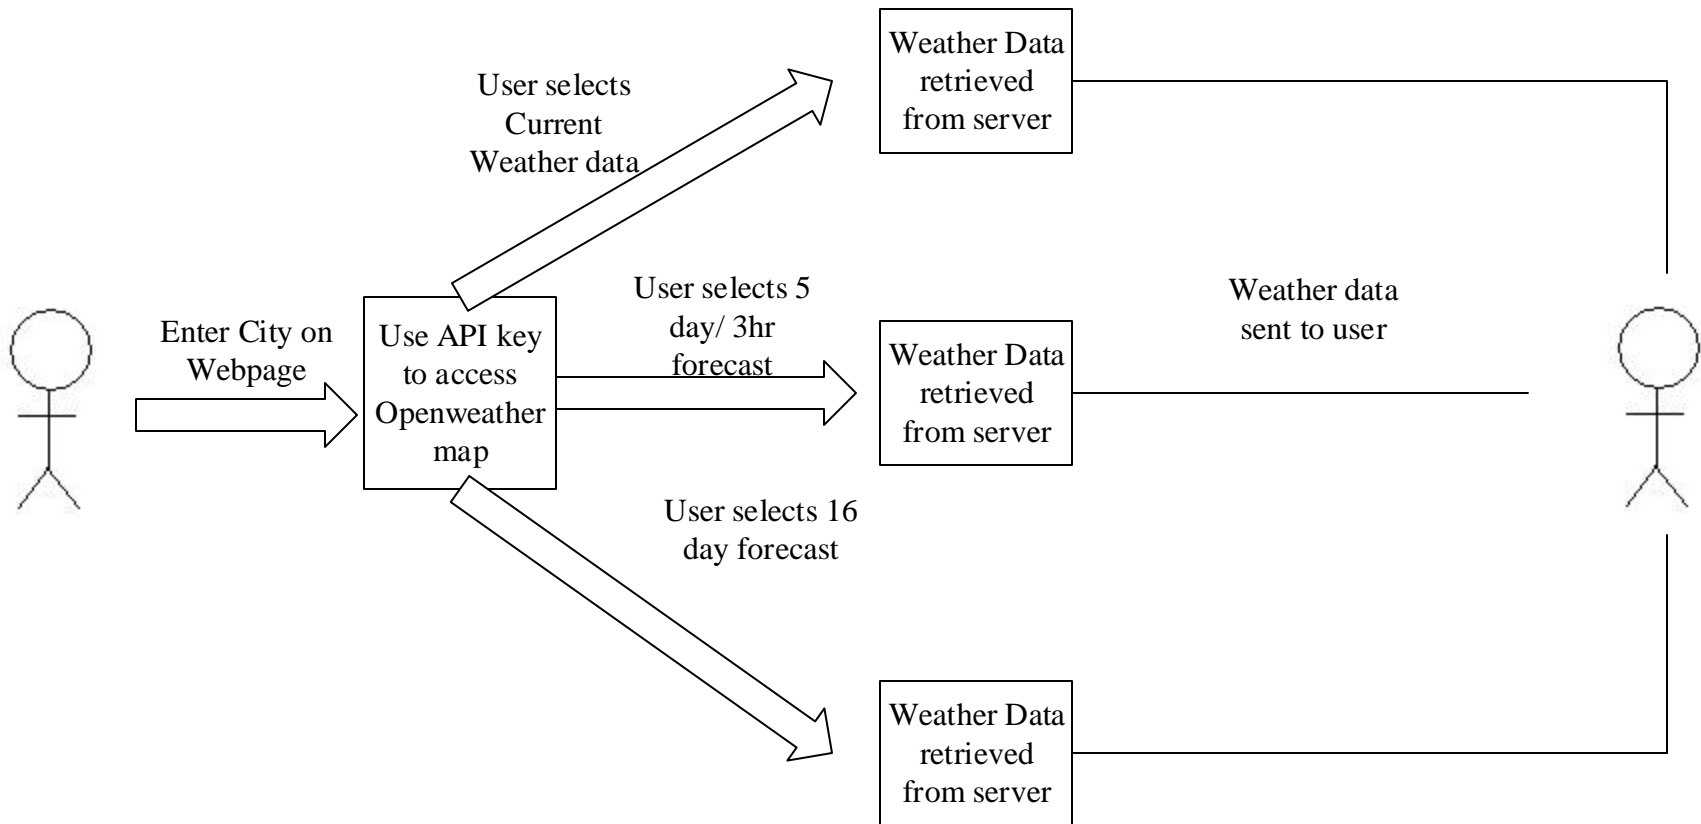 Enter City on
Webpage
Use API key
to access
Openweather
map
User selects
Current
Weather data
Weather Data
retrieved
from server
User selects 5
day/ 3hr
forecast
Weather Data
retrieved
from server
User selects 16
day forecast
Weather Data
retrieved
from server
Weather data
sent to user